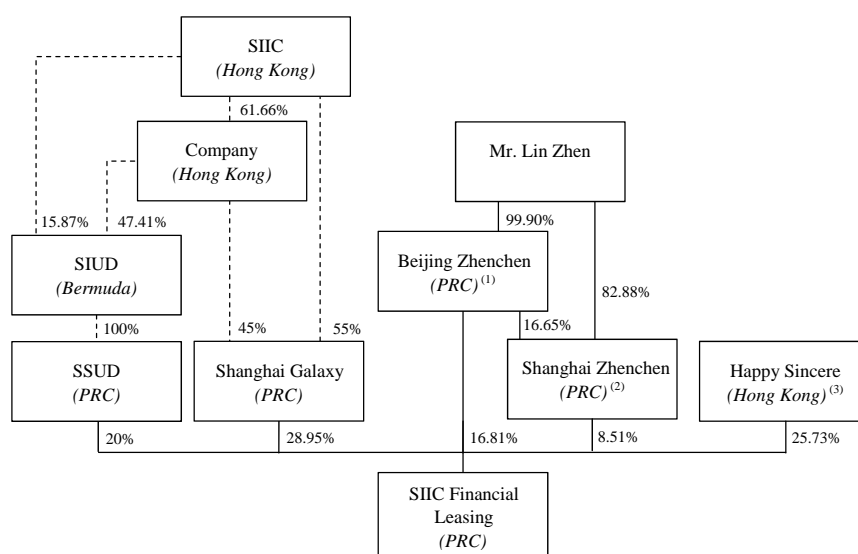 SIIC
(Hong Kong)
61.66%
Company
(Hong Kong)
Mr. Lin Zhen
15.87%
47.41%
99.90%
SIUD
(Bermuda)
Beijing Zhenchen
(PRC) (1)
82.88%
100%
45%
55%
16.65%
SSUD
(PRC)
Shanghai Galaxy
(PRC)
Shanghai Zhenchen
(PRC) (2)
Happy Sincere
(Hong Kong) (3)
20%
28.95%
16.81%
8.51%
25.73%
SIIC Financial
Leasing
(PRC)